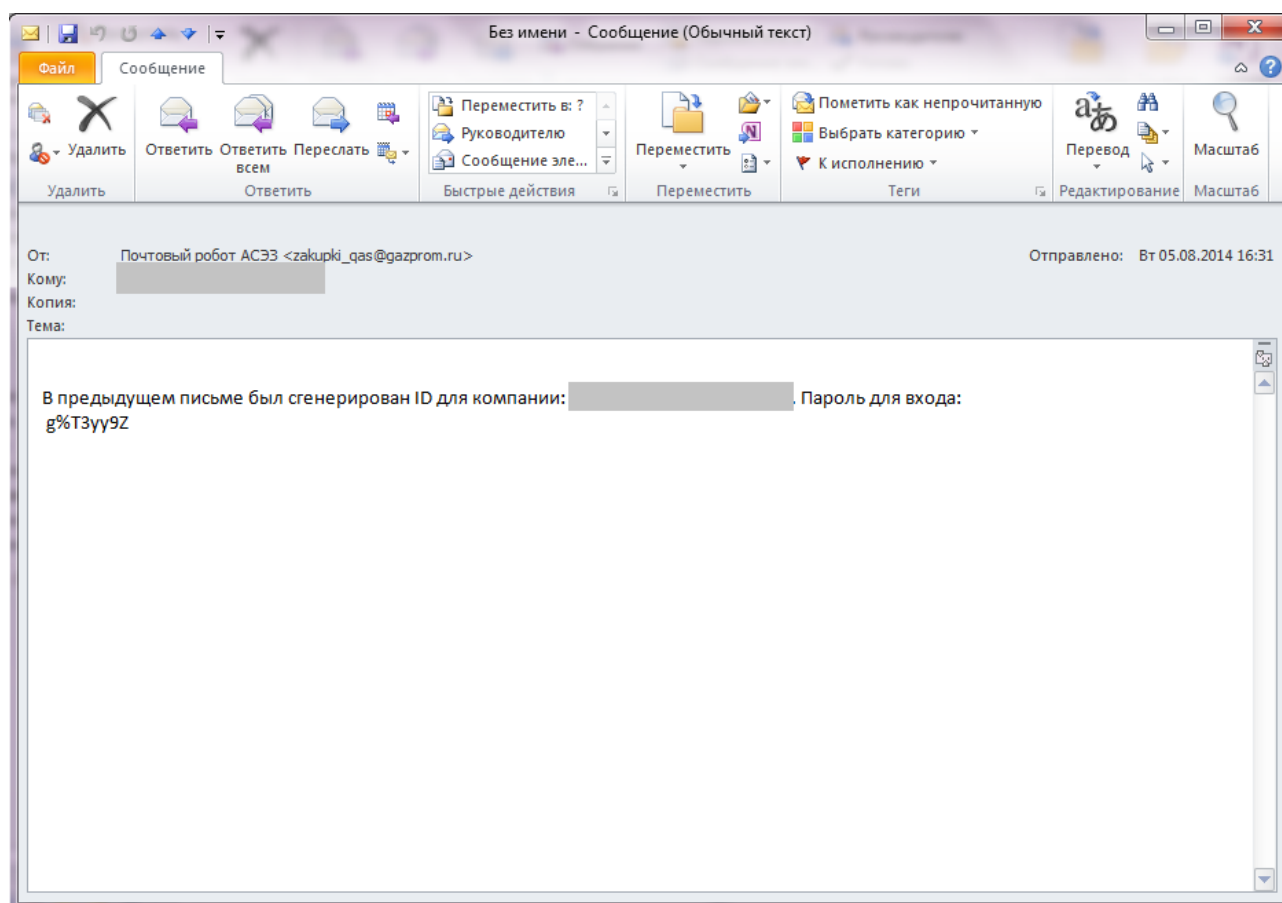 Без имени - Сообщение (Обычный текст)
Файл Сообщение
Удалить
Ответить Ответить всем Переслать
Переместить в: ?
Руководителю
Сообщение эле...
Переместить
Пометить как непрочитанную
Выбрать категорию
К исполнению
Перевод
Масштаб
Удалить Ответить Быстрые действия Переместить Теги Редактирование Масштаб
От: Почтовый робот АСЭЗ <zakupki_qas@gazprom.ru> Отправлено: Вт 05.08.2014 16:31
Кому:
Копия:
Тема:
В предыдущем письме был сгенерирован ID для компании: . Пароль для входа:
g%T3yy9Z